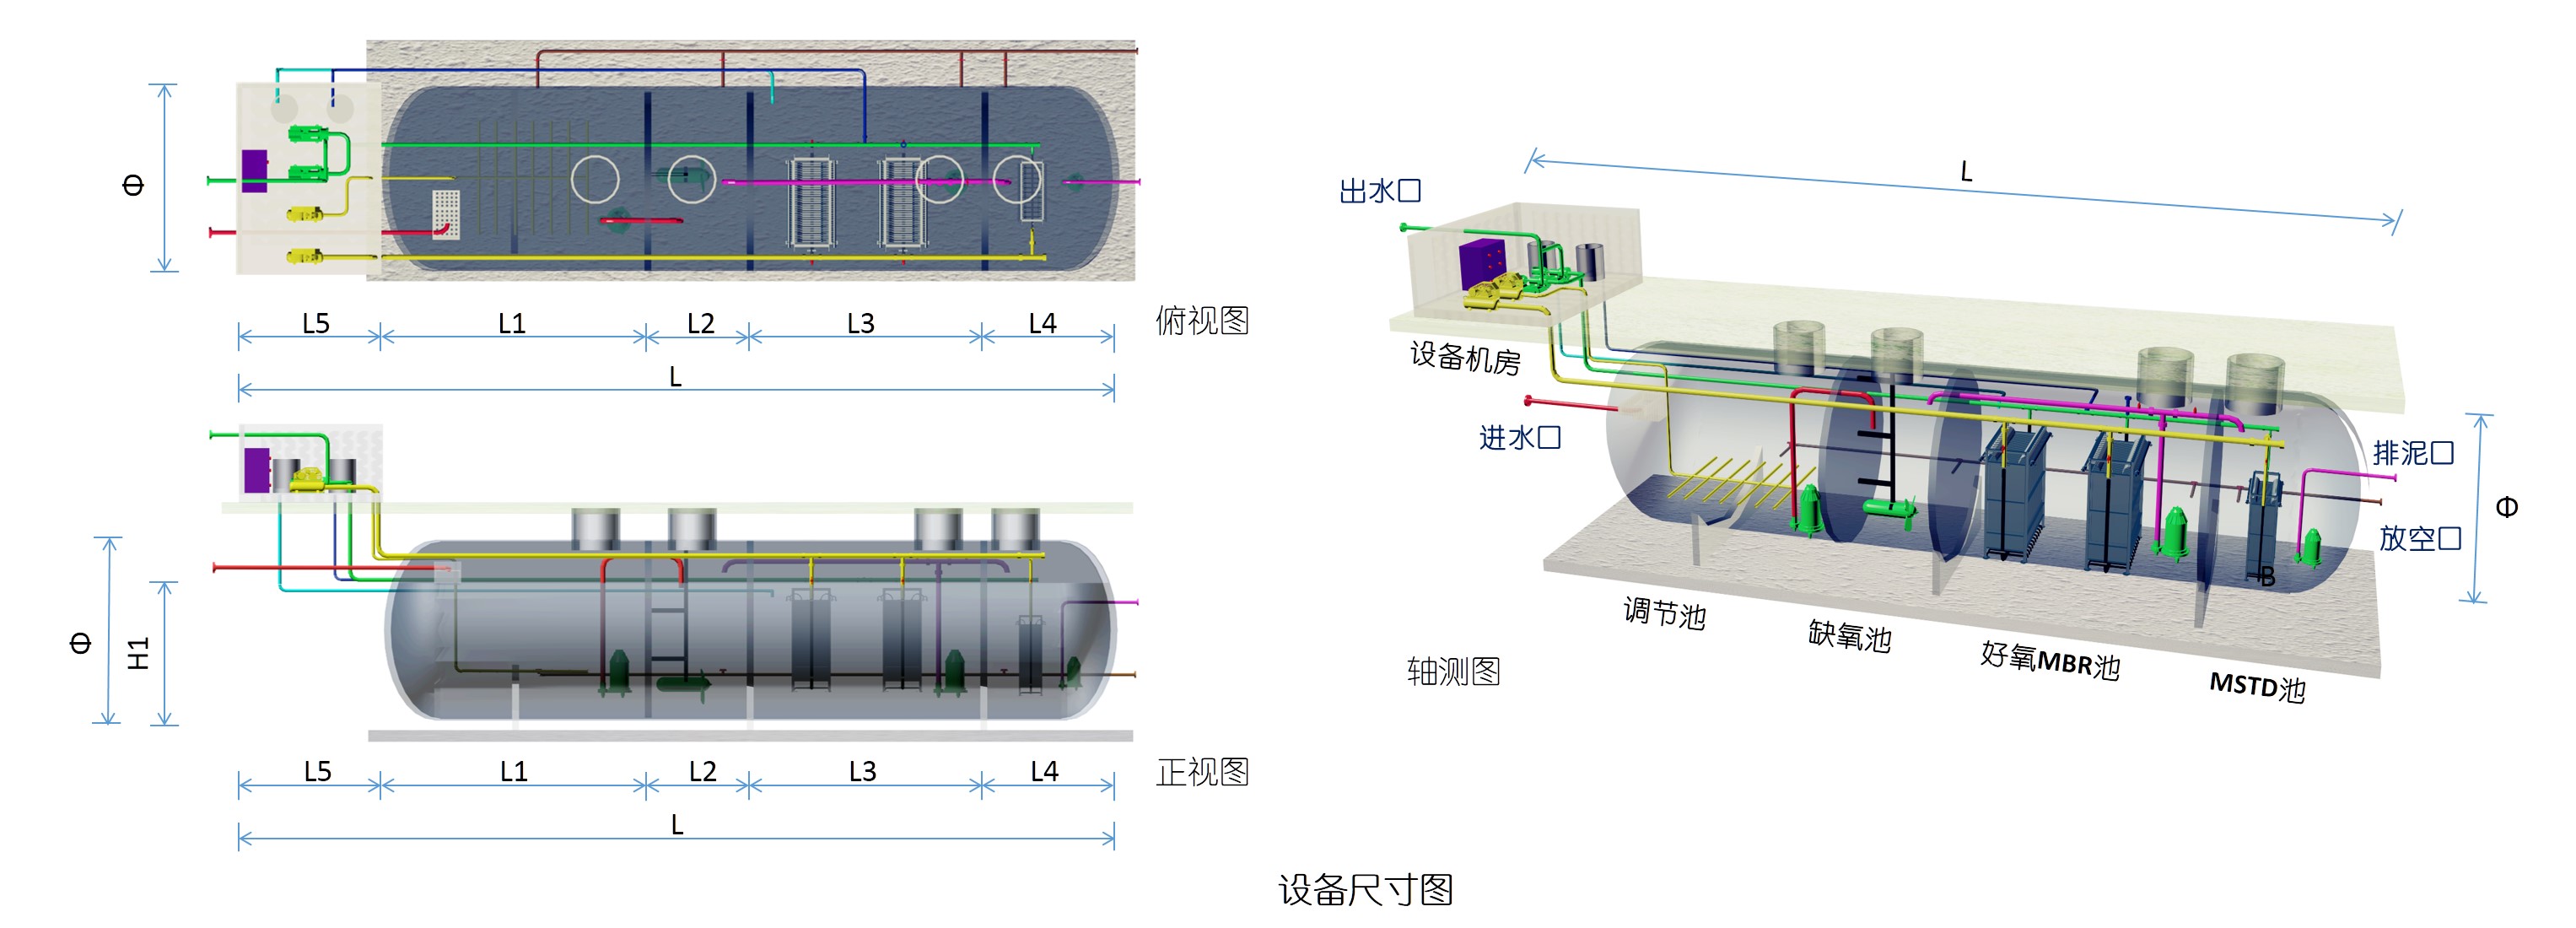 Φ
L5 L1 L2 L3 L4
L
俯视图
Φ
H1
L5 L1 L2 L3 L4
L
正视图
L
出水口
设备机房
进水口
排泥口
Φ
放空口
B
调节池
缺氧池
好氧MBR池
MSTD池
轴测图
设备尺寸图